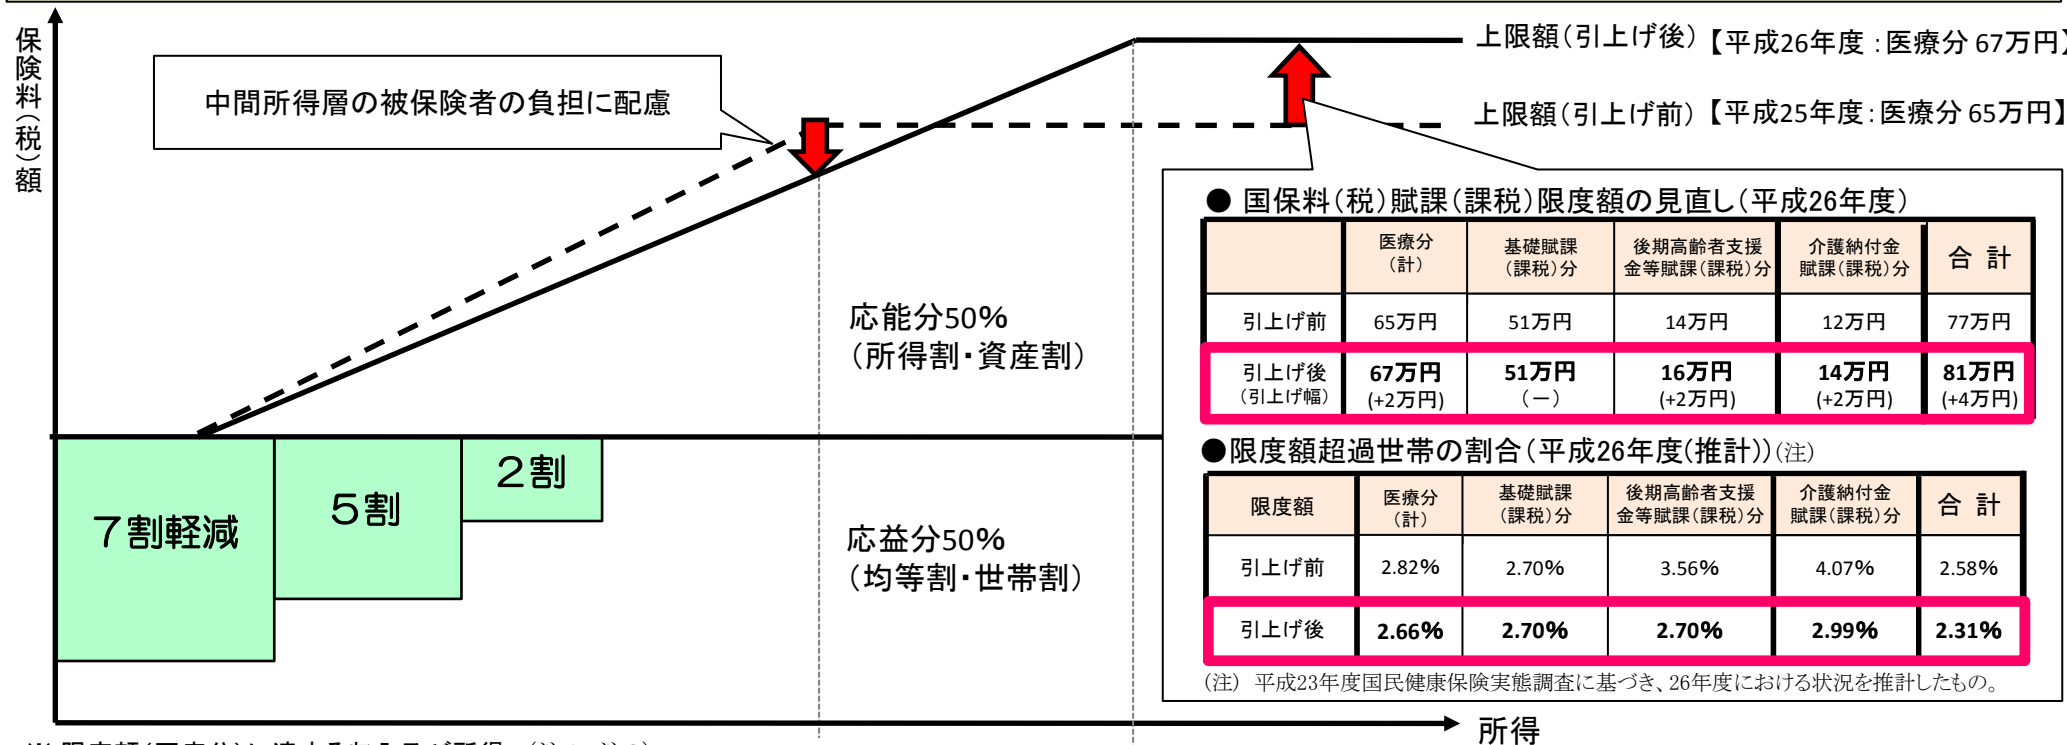 保険料(税)額
上限額(引上げ後)【平成26年度:医療分 67万円】
中間所得層の被保険者の負担に配慮
上限額(引上げ前)【平成25年度:医療分 65万円】
● 国保料(税)賦課(課税)限度額の見直し(平成26年度)
医療分(計) 基礎賦課(課税)分 後期高齢者支援金等賦課(課税)分 介護納付金賦課(課税)分 合 計
引上げ前 65万円 51万円 14万円 12万円 77万円
引上げ後 67万円 51万円 16万円 14万円 81万円
(引上げ幅) (+2万円) (-) (+2万円) (+2万円) (+4万円)
応能分50%
(所得割・資産割)
●限度額超過世帯の割合(平成26年度(推計))(注)
限度額 医療分(計) 基礎賦課(課税)分 後期高齢者支援金等賦課(課税)分 介護納付金賦課(課税)分 合 計
引上げ前 2.82% 2.70% 3.56% 4.07% 2.58%
引上げ後 2.66% 2.70% 2.70% 2.99% 2.31%
(注) 平成23年度国民健康保険実態調査に基づき、26年度における状況を推計したもの。
7割軽減
5割
2割
応益分50%
(均等割・世帯割)
所得